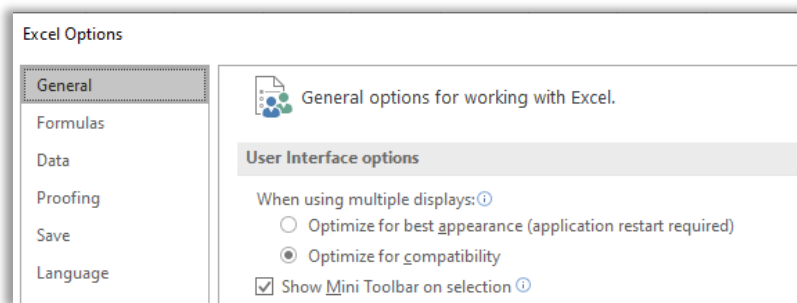 Excel Options
General
Formulas
Data
Proofing
Save
Language
General options for working with Excel.
User Interface options
When using multiple displays:
Optimize for best appearance (application restart required)
Optimize for compatibility
Show Mini Toolbar on selection